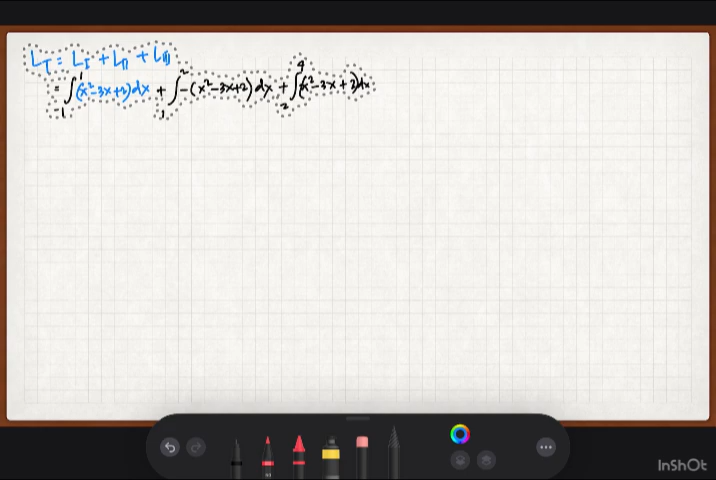 L_T = L_I + L_II + L_III
= ∫_{-1}^{1} (x²-3x+2) dx + ∫_1^2 -(x²-3x+2) dx + ∫_2^4 (x²-3x+2) dx
InShOt